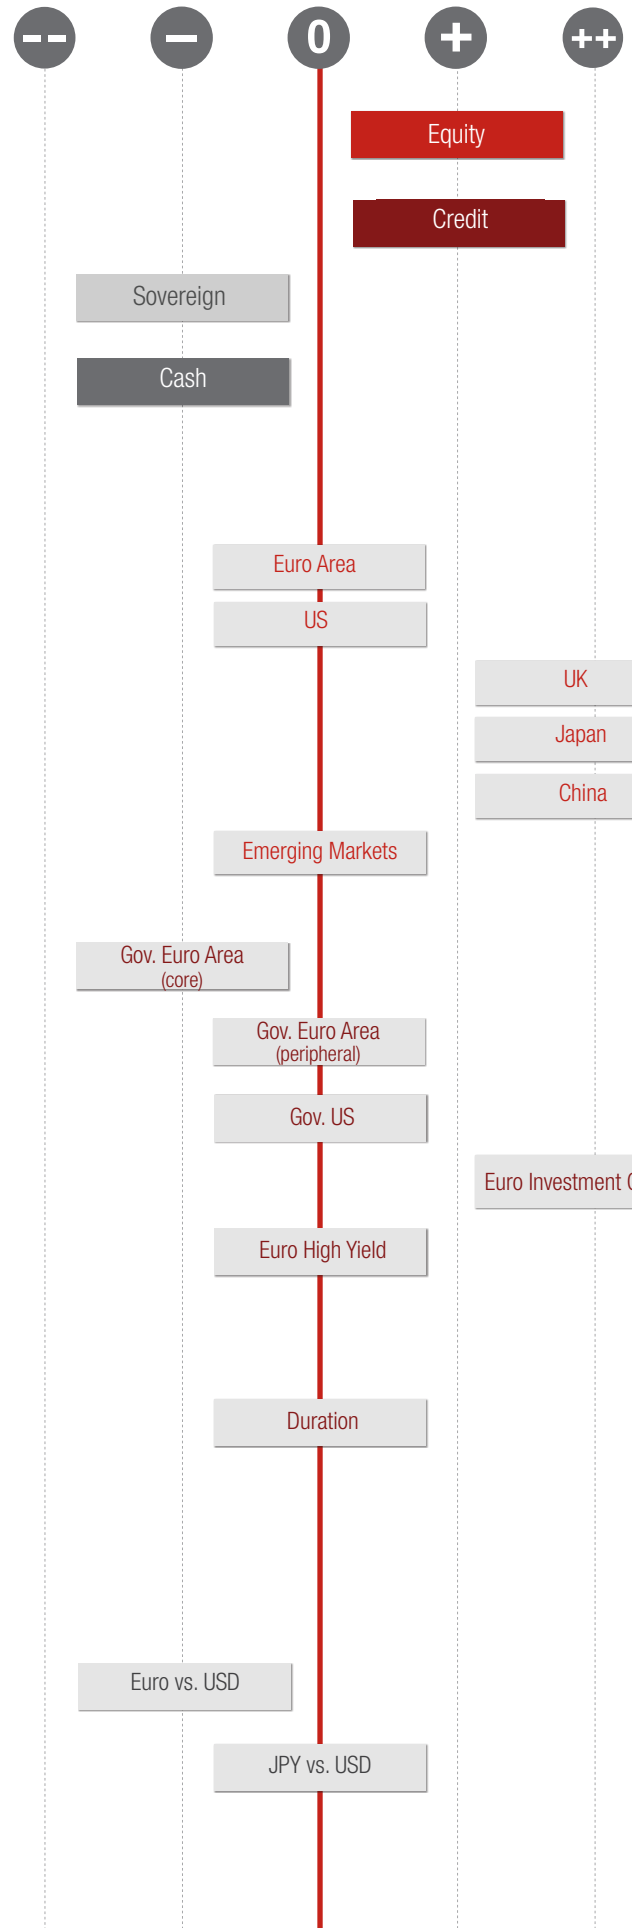 -- - 0 + ++
Equity
Credit
Sovereign
Cash
Euro Area
US
UK
Japan
China
Emerging Markets
Gov. Euro Area
(core)
Gov. Euro Area
(peripheral)
Gov. US
Euro Investment
Euro High Yield
Duration
Euro vs. USD
JPY vs. USD